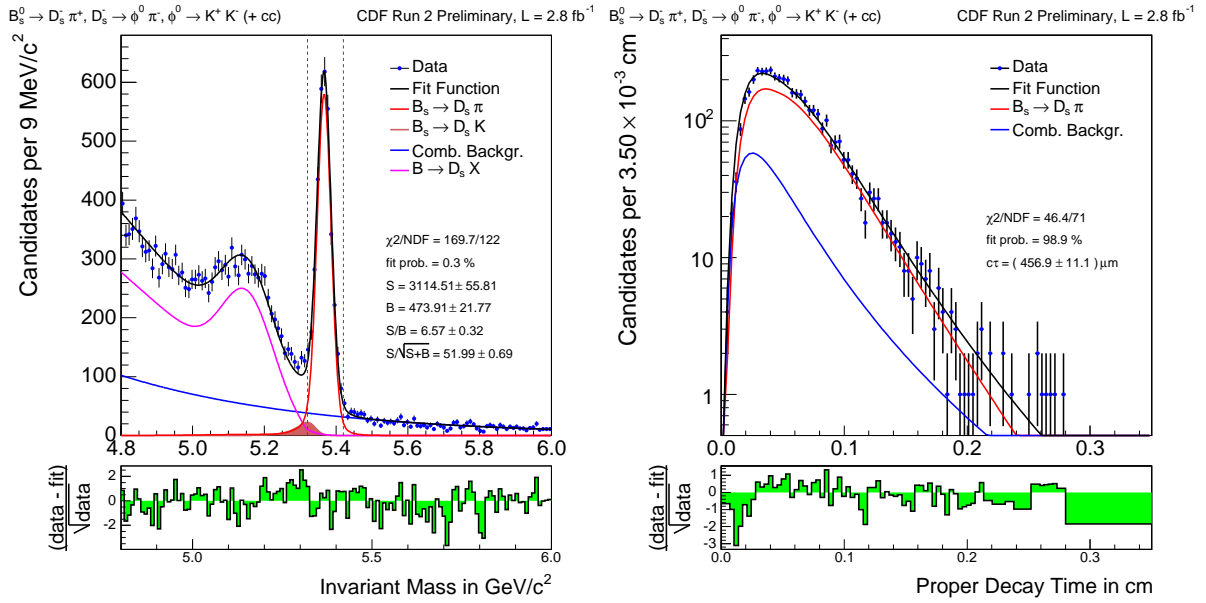 B⁰ₛ → D⁻ₛ π⁺, D⁻ₛ → ϕ⁰ π⁻, ϕ⁰ → K⁺ K⁻ (+ cc)
CDF Run 2 Preliminary, L = 2.8 fb⁻¹
Candidates per 9 MeV/c²
600
500
400
300
200
100
0
4.8
5.0
5.2
5.4
5.6
5.8
6.0
Data
Fit Function
Bₛ → Dₛ π
Bₛ → Dₛ K
Comb. Backgr.
B → Dₛ X
χ2/NDF = 169.7/122
fit prob. = 0.3 %
S = 3114.51 ± 55.81
B = 473.91 ± 21.77
S/B = 6.57 ± 0.32
S/√S+B = 51.99 ± 0.69
(data - fit)
√data
2
0
-2
5.0
5.5
6.0
Invariant Mass in GeV/c²
B⁰ₛ → D⁻ₛ π⁺, D⁻ₛ → ϕ⁰ π⁻, ϕ⁰ → K⁺ K⁻ (+ cc)
CDF Run 2 Preliminary, L = 2.8 fb⁻¹
Candidates per 3.50 × 10⁻³ cm
10²
10
1
0.0
0.1
0.2
0.3
Data
Fit Function
Bₛ → Dₛ π
Comb. Backgr.
χ2/NDF = 46.4/71
fit prob. = 98.9 %
cτ = ( 456.9 ± 11.1 ) μm
(data - fit)
√data
1
0
-1
-2
-3
0.0
0.1
0.2
0.3
Proper Decay Time in cm